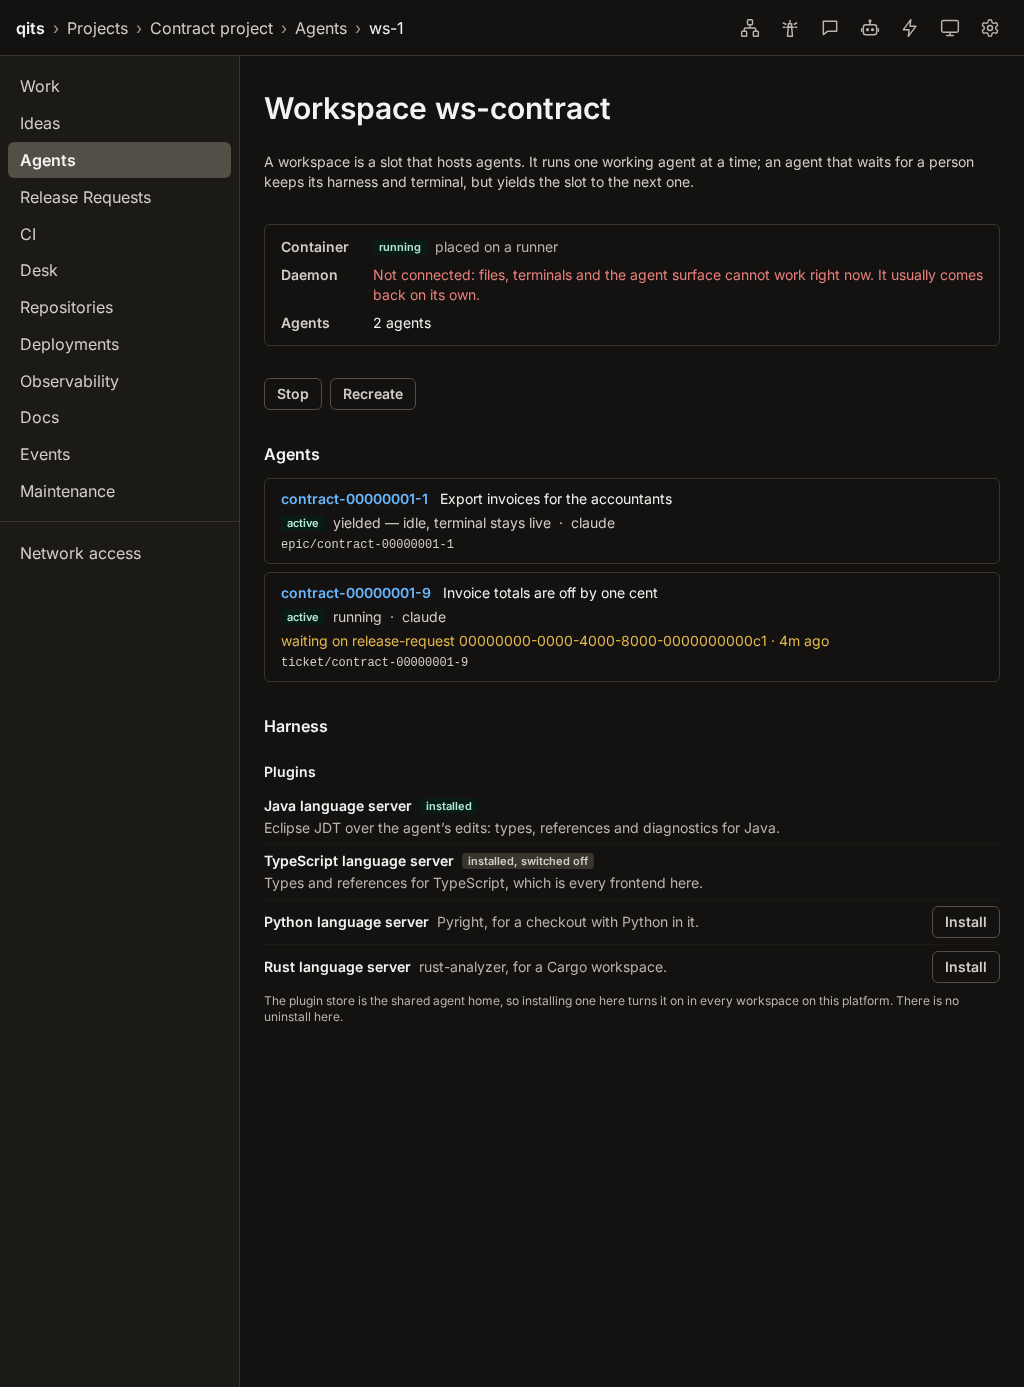 qits › Projects › Contract project › Agents › ws-1
Work
Ideas
Agents
Release Requests
CI
Desk
Repositories
Deployments
Observability
Docs
Events
Maintenance
Network access
Workspace ws-contract
A workspace is a slot that hosts agents. It runs one working agent at a time; an agent that waits for a person
keeps its harness and terminal, but yields the slot to the next one.
Container running placed on a runner
Daemon Not connected: files, terminals and the agent surface cannot work right now. It usually comes
back on its own.
Agents 2 agents
Stop Recreate
Agents
contract-00000001-1 Export invoices for the accountants
active yielded — idle, terminal stays live · claude
epic/contract-00000001-1
contract-00000001-9 Invoice totals are off by one cent
active running · claude
waiting on release-request 00000000-0000-4000-8000-0000000000c1 · 4m ago
ticket/contract-00000001-9
Harness
Plugins
Java language server installed
Eclipse JDT over the agent’s edits: types, references and diagnostics for Java.
TypeScript language server installed, switched off
Types and references for TypeScript, which is every frontend here.
Python language server Pyright, for a checkout with Python in it. Install
Rust language server rust-analyzer, for a Cargo workspace. Install
The plugin store is the shared agent home, so installing one here turns it on in every workspace on this platform. There is no
uninstall here.